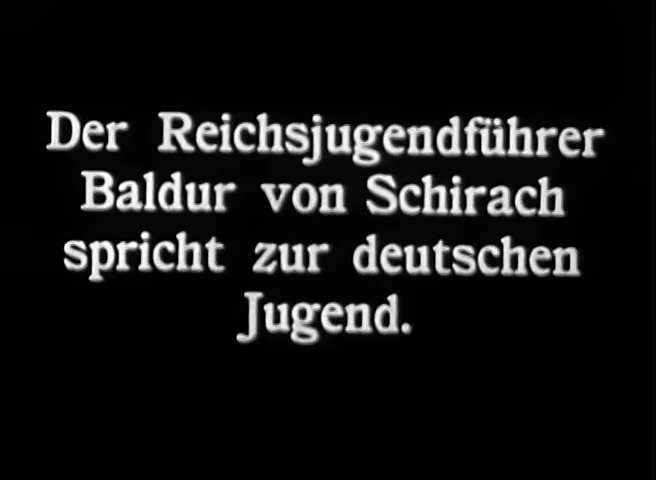 Der Reichsjugendführer
Baldur von Schirach
spricht zur deutschen
Jugend.